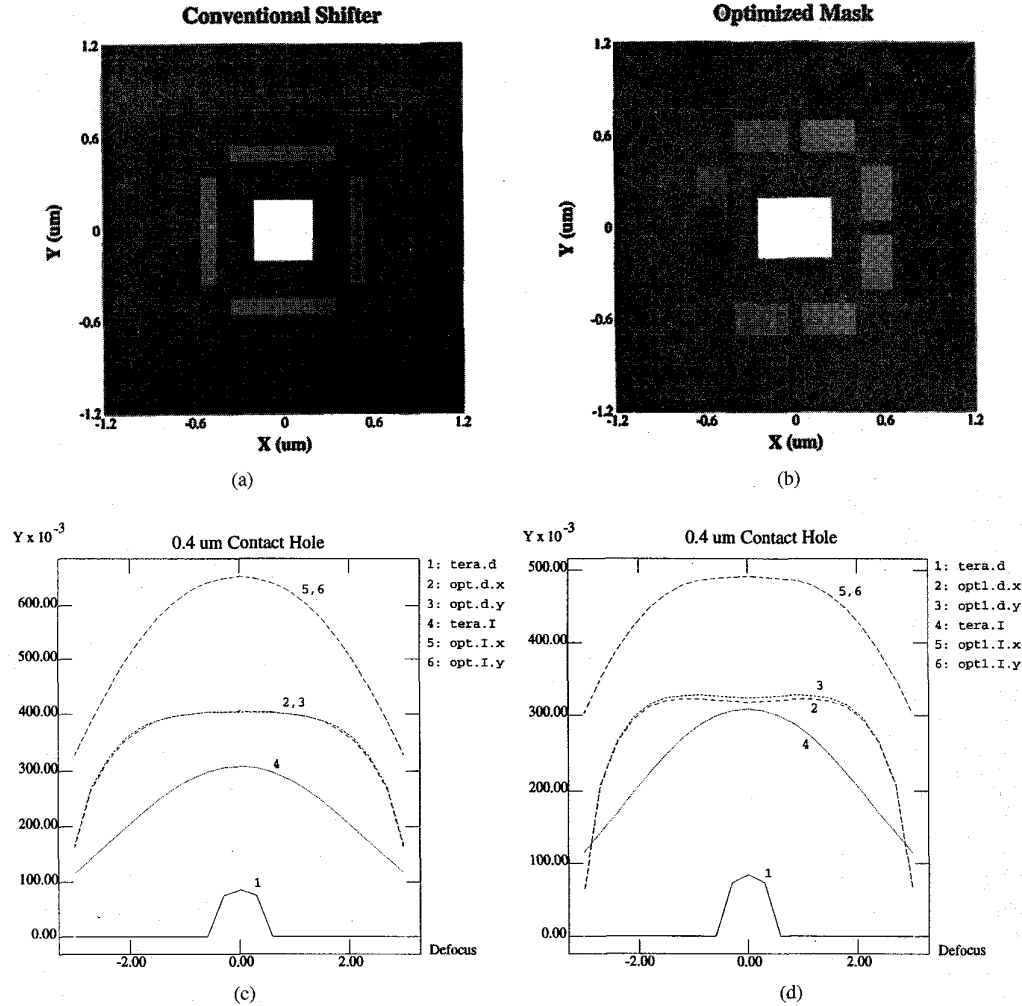 Conventional Shifter
1.2
0.6
0
-0.6
-1.2
Y (um)
-1.2
-0.6
0
0.6
1.2
X (um)
(a)
Optimized Mask
1.2
0.6
0
-0.6
-1.2
Y (um)
-1.2
-0.6
0
0.6
1.2
X (um)
(b)
Y x 10-3
0.4 um Contact Hole
600.00
500.00
400.00
300.00
200.00
100.00
0.00
-2.00
0.00
2.00
Defocus
5,6
2,3
4
1
1: tera.d
2: opt.d.x
3: opt.d.y
4: tera.I
5: opt.I.x
6: opt.I.y
(c)
Y x 10-3
0.4 um Contact Hole
500.00
400.00
300.00
200.00
100.00
0.00
-2.00
0.00
2.00
Defocus
5,6
3
2
4
1
1: tera.d
2: opt1.d.x
3: opt1.d.y
4: tera.I
5: opt1.I.x
6: opt1.I.y
(d)